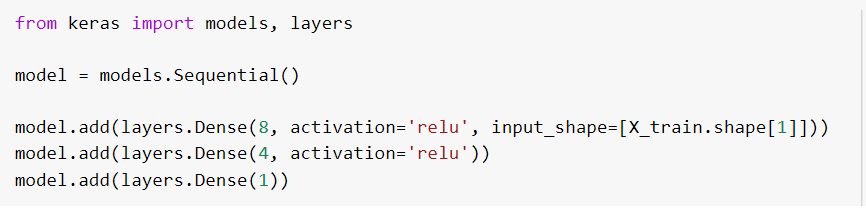 from keras import models, layers
model = models.Sequential()
model.add(layers.Dense(8, activation='relu', input_shape=[X_train.shape[1]]))
model.add(layers.Dense(4, activation='relu'))
model.add(layers.Dense(1))